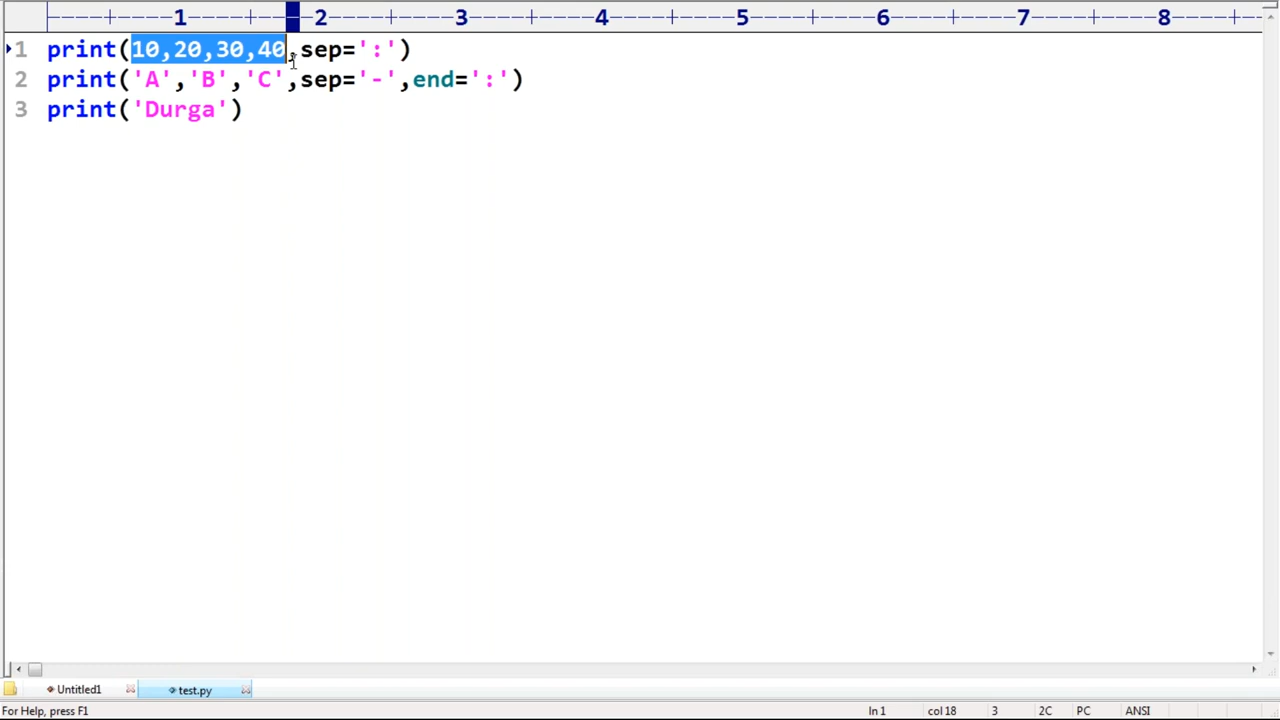 1 2 3 4 5 6 7 8
1 print(10,20,30,40,sep=':')
2 print('A','B','C',sep='-',end=':')
3 print('Durga')
Untitled1 test.py
For Help, press F1 ln 1 col 18 3 2C PC ANSI